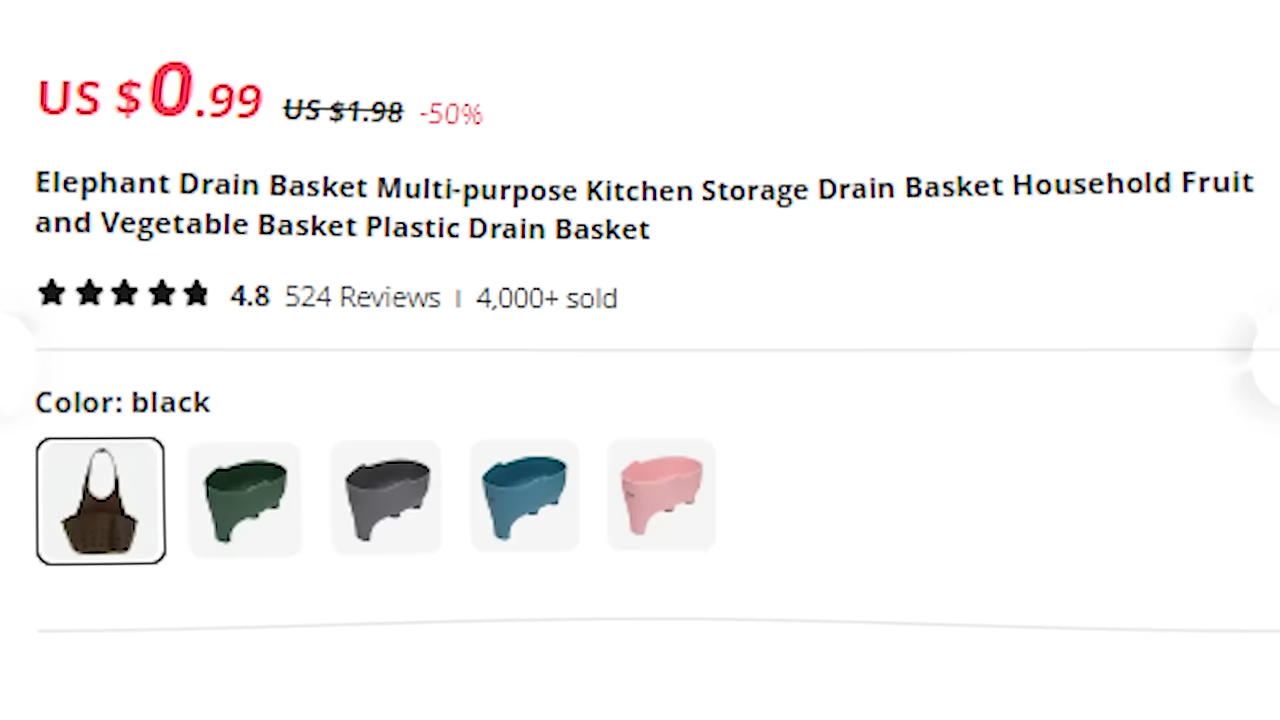 US $0.99 US $1.98 -50%
Elephant Drain Basket Multi-purpose Kitchen Storage Drain Basket Household Fruit
and Vegetable Basket Plastic Drain Basket
4.8 524 Reviews | 4,000+ sold
Color: black